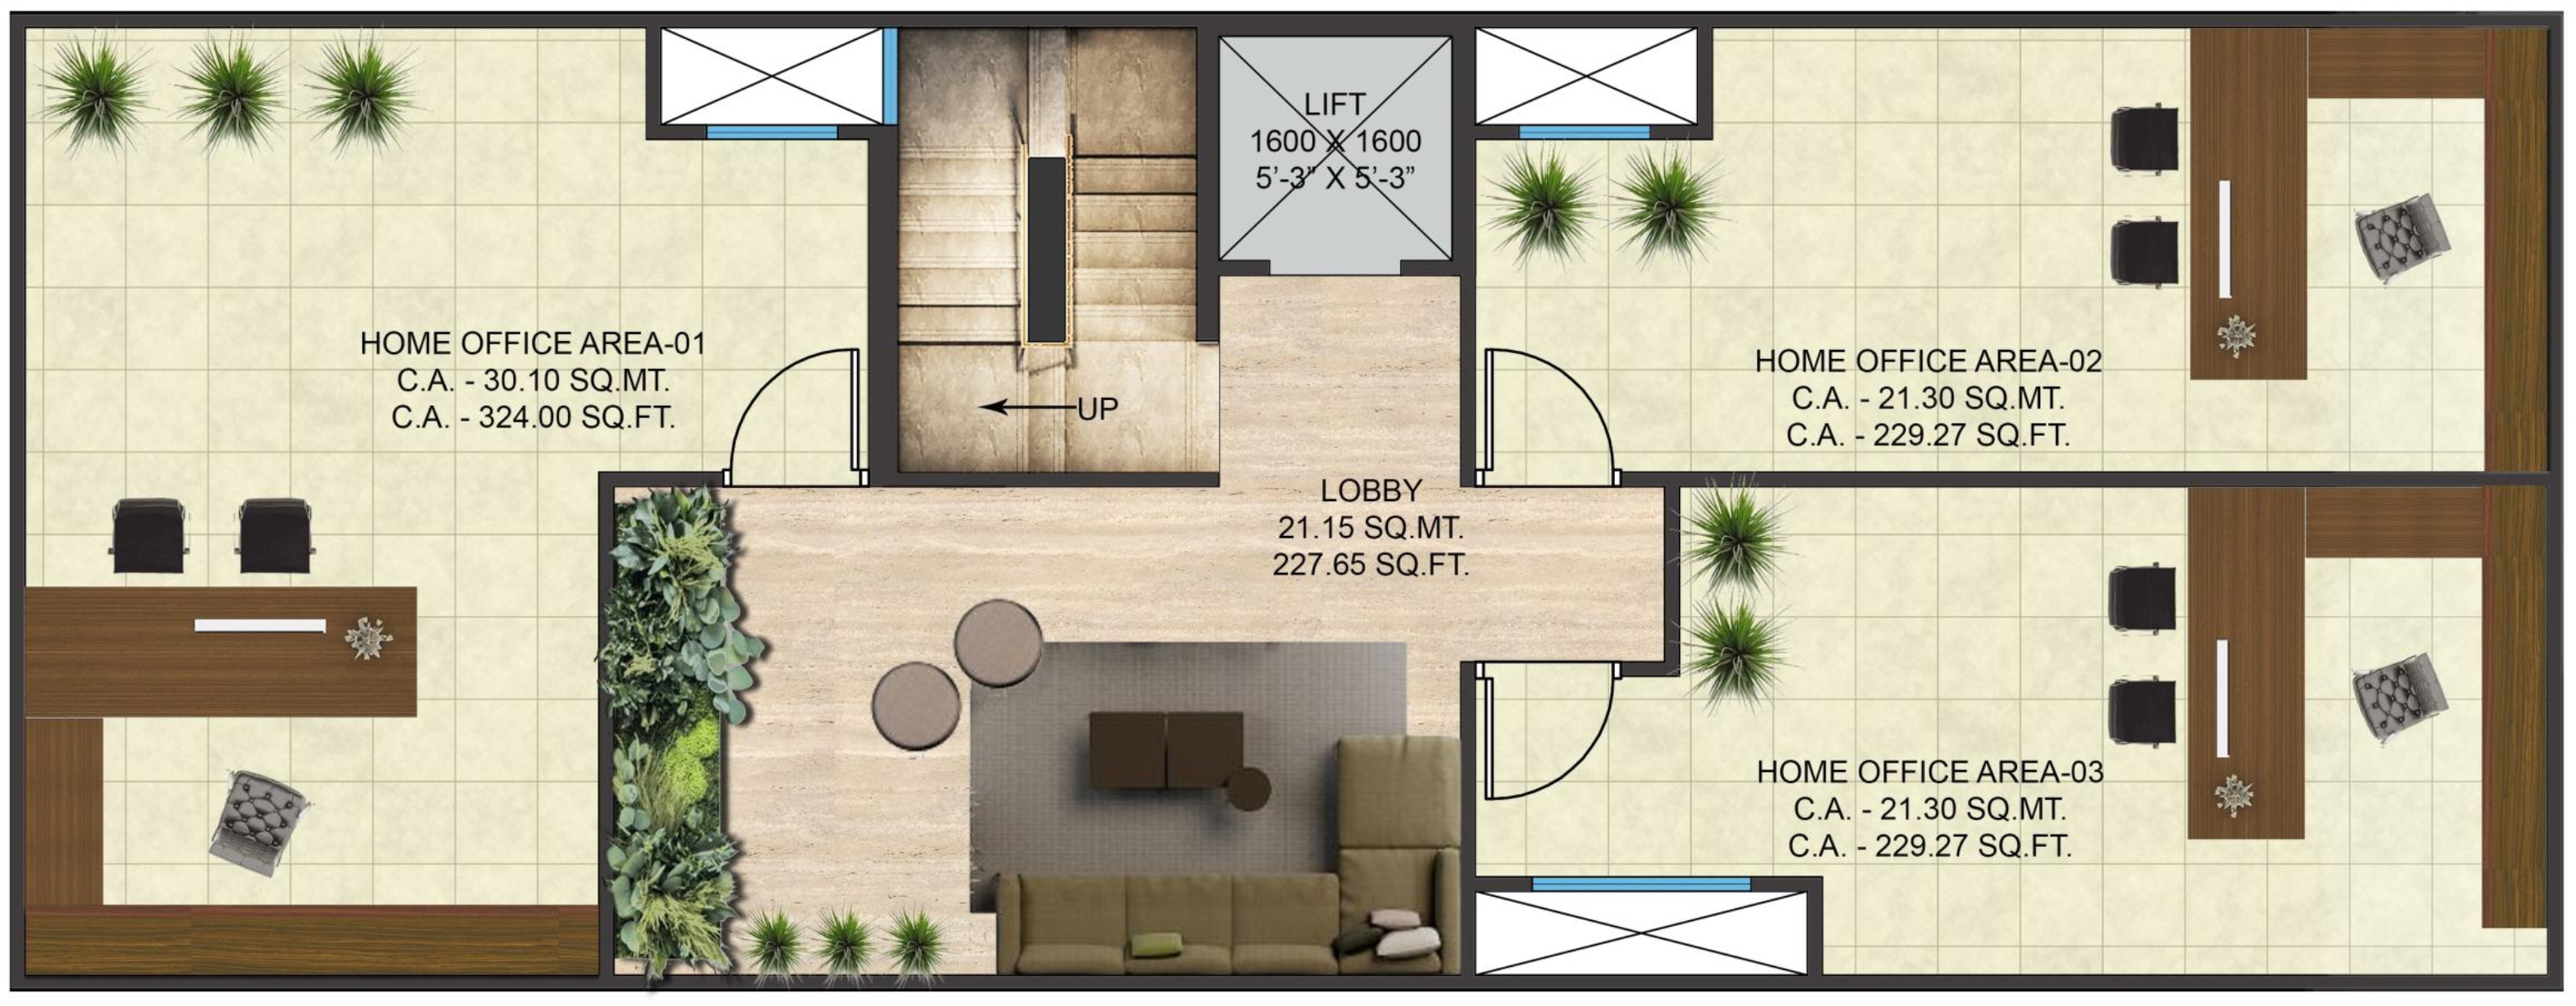 LIFT
1600 X 1600
5'-3" X 5'-3"
HOME OFFICE AREA-01
C.A. - 30.10 SQ.MT.
C.A. - 324.00 SQ.FT.
UP
HOME OFFICE AREA-02
C.A. - 21.30 SQ.MT.
C.A. - 229.27 SQ.FT.
LOBBY
21.15 SQ.MT.
227.65 SQ.FT.
HOME OFFICE AREA-03
C.A. - 21.30 SQ.MT.
C.A. - 229.27 SQ.FT.